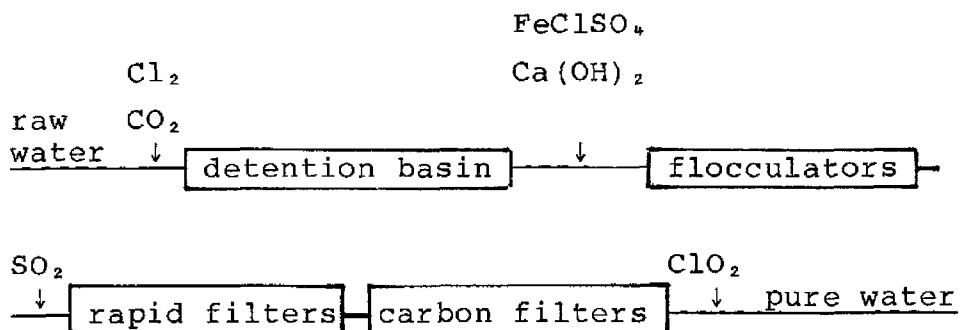 FeClSO₄
Cl₂ Ca(OH)₂
raw CO₂
water ↓ detention basin ↓ flocculators
SO₂ ClO₂
↓ rapid filters carbon filters ↓ pure water